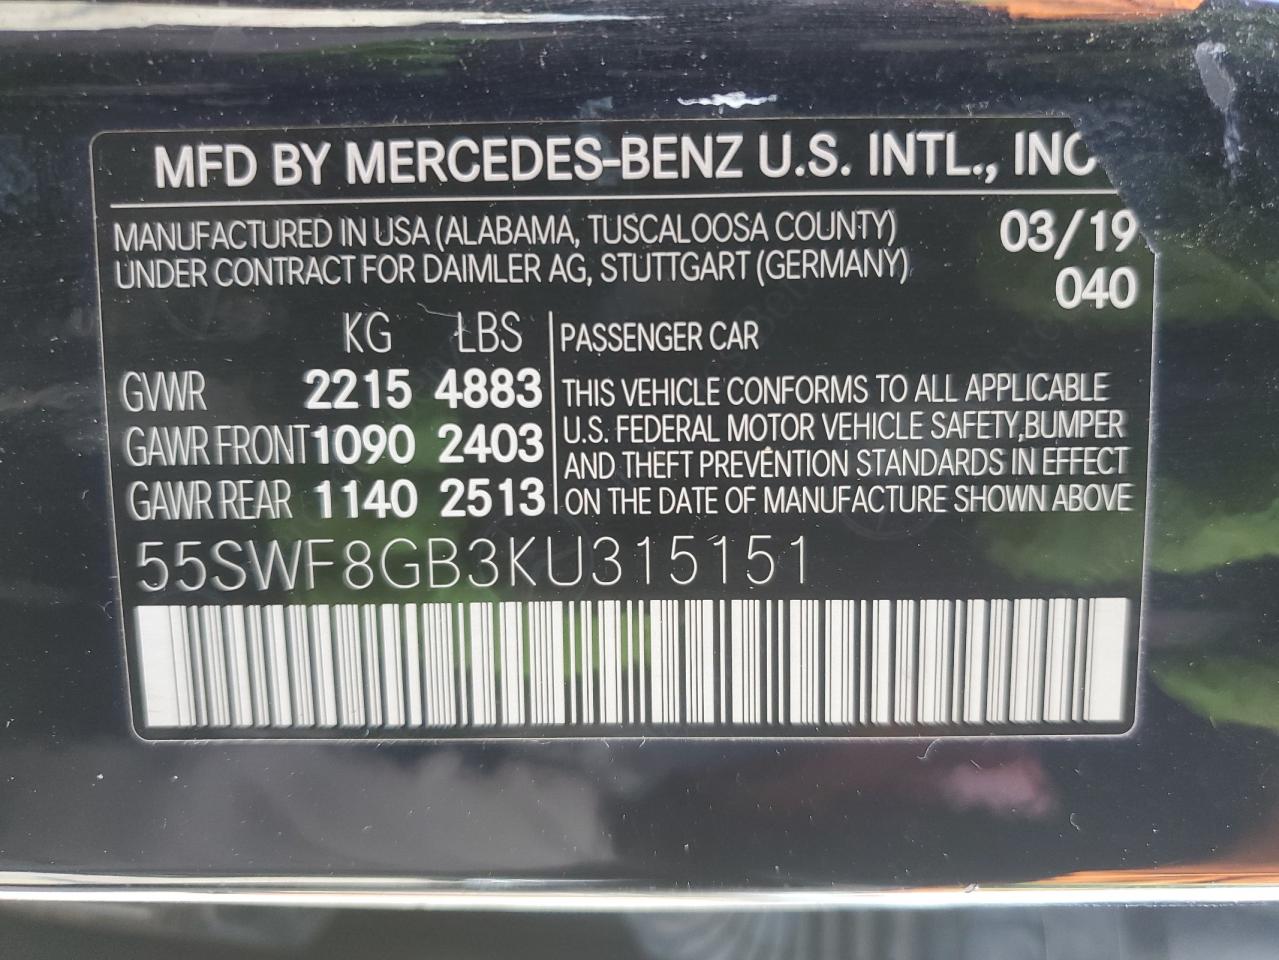 MFD BY MERCEDES-BENZ U.S. INTL., INC
MANUFACTURED IN USA (ALABAMA, TUSCALOOSA COUNTY) 03/19
UNDER CONTRACT FOR DAIMLER AG, STUTTGART (GERMANY) 040
KG LBS
PASSENGER CAR
GVWR 2215 4883
GAWR FRONT 1090 2403
GAWR REAR 1140 2513
THIS VEHICLE CONFORMS TO ALL APPLICABLE
U.S. FEDERAL MOTOR VEHICLE SAFETY,BUMPER
AND THEFT PREVENTION STANDARDS IN EFFECT
ON THE DATE OF MANUFACTURE SHOWN ABOVE
55SWF8GB3KU315151